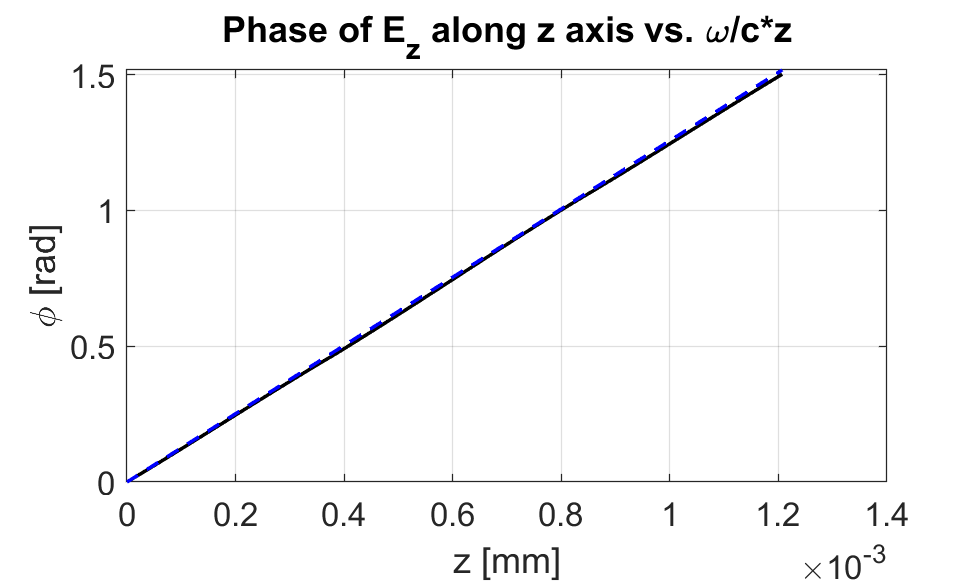 Phase of E_z along z axis vs. ω/c*z
1.5
1
0.5
0
ϕ [rad]
0 0.2 0.4 0.6 0.8 1 1.2 1.4
z [mm]
×10^-3